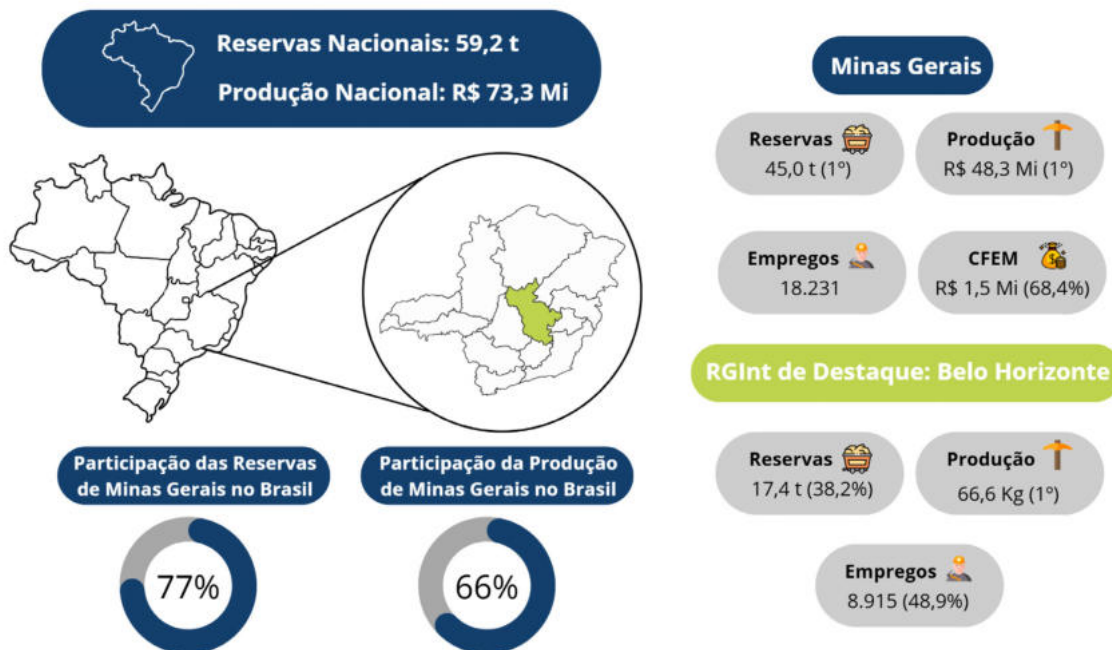 Reservas Nacionais: 59,2 t
Produção Nacional: R$ 73,3 Mi
Participação das Reservas
de Minas Gerais no Brasil
77%
Participação da Produção
de Minas Gerais no Brasil
66%
Minas Gerais
Reservas
45,0 t (1º)
Produção
R$ 48,3 Mi (1º)
Empregos
18.231
CFEM
R$ 1,5 Mi (68,4%)
RGInt de Destaque: Belo Horizonte
Reservas
17,4 t (38,2%)
Produção
66,6 Kg (1º)
Empregos
8.915 (48,9%)